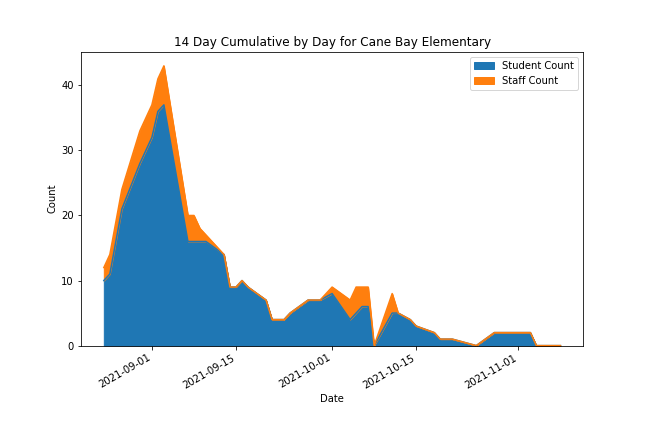 14 Day Cumulative by Day for Cane Bay Elementary
Student Count
Staff Count
Count
40
30
20
10
0
2021-09-01
2021-09-15
2021-10-01
2021-10-15
2021-11-01
Date